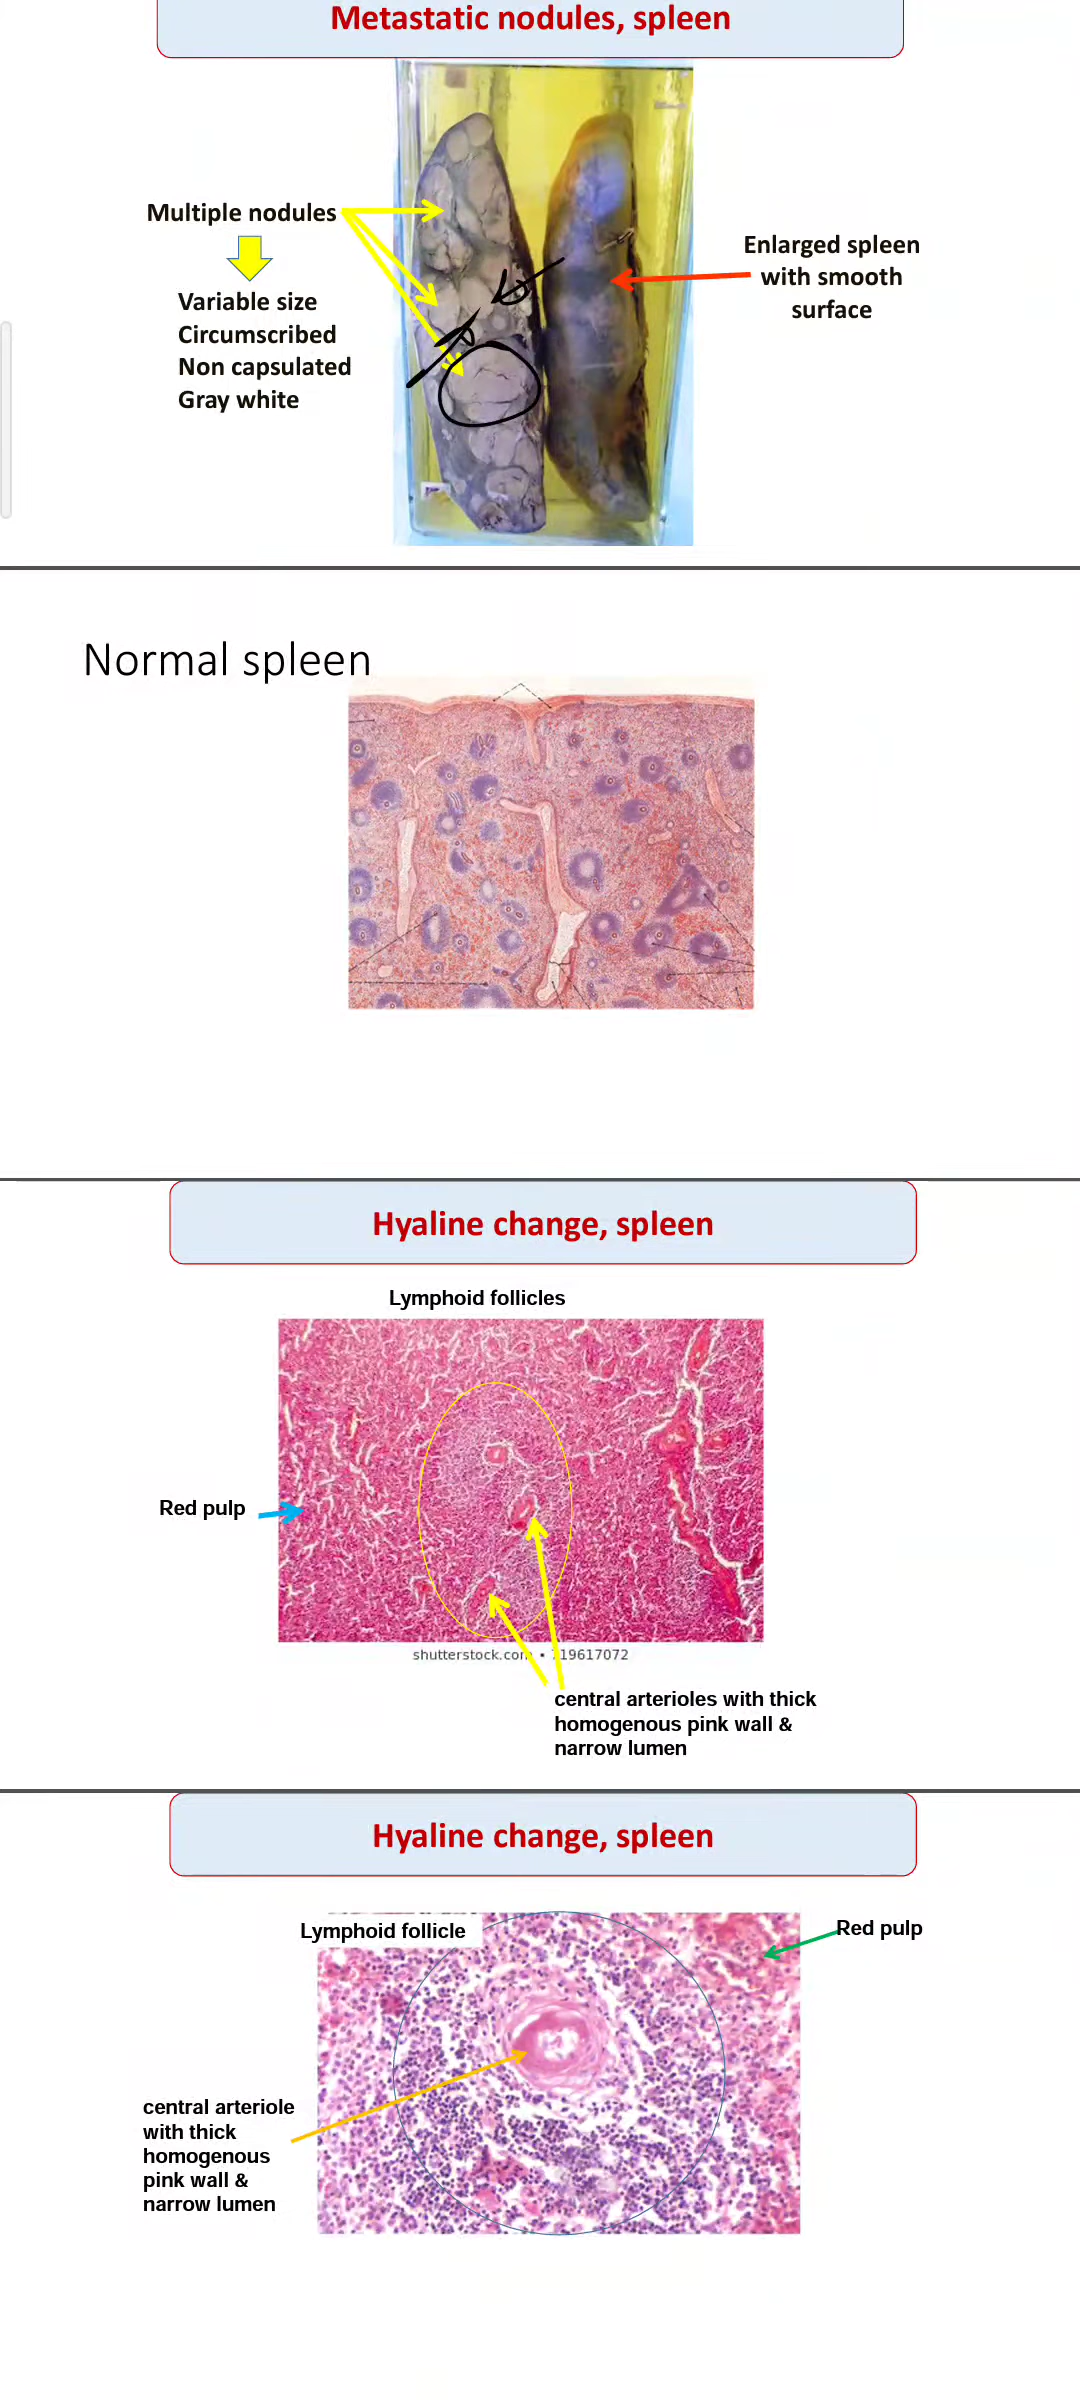 Metastatic nodules, spleen
Multiple nodules
Variable size
Circumscribed
Non capsulated
Gray white
Enlarged spleen
with smooth
surface
Normal spleen
Hyaline change, spleen
Lymphoid follicles
Red pulp
shutterstock.com • 719617072
central arterioles with thick
homogenous pink wall &
narrow lumen
Hyaline change, spleen
Lymphoid follicle
Red pulp
central arteriole
with thick
homogenous
pink wall &
narrow lumen